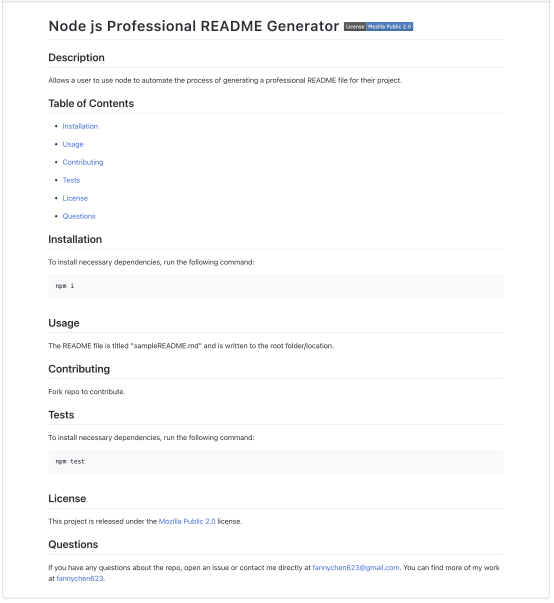 Node js Professional README Generator License Mozilla Public 2.0
Description
Allows a user to use node to automate the process of generating a professional README file for their project.
Table of Contents
• Installation
• Usage
• Contributing
• Tests
• License
• Questions
Installation
To install necessary dependencies, run the following command:
npm i
Usage
The README file is titled "sampleREADME.md" and is written to the root folder/location.
Contributing
Fork repo to contribute.
Tests
To install necessary dependencies, run the following command:
npm test
License
This project is released under the Mozilla Public 2.0 license.
Questions
If you have any questions about the repo, open an issue or contact me directly at fannychen623@gmail.com. You can find more of my work
at fannychen623.